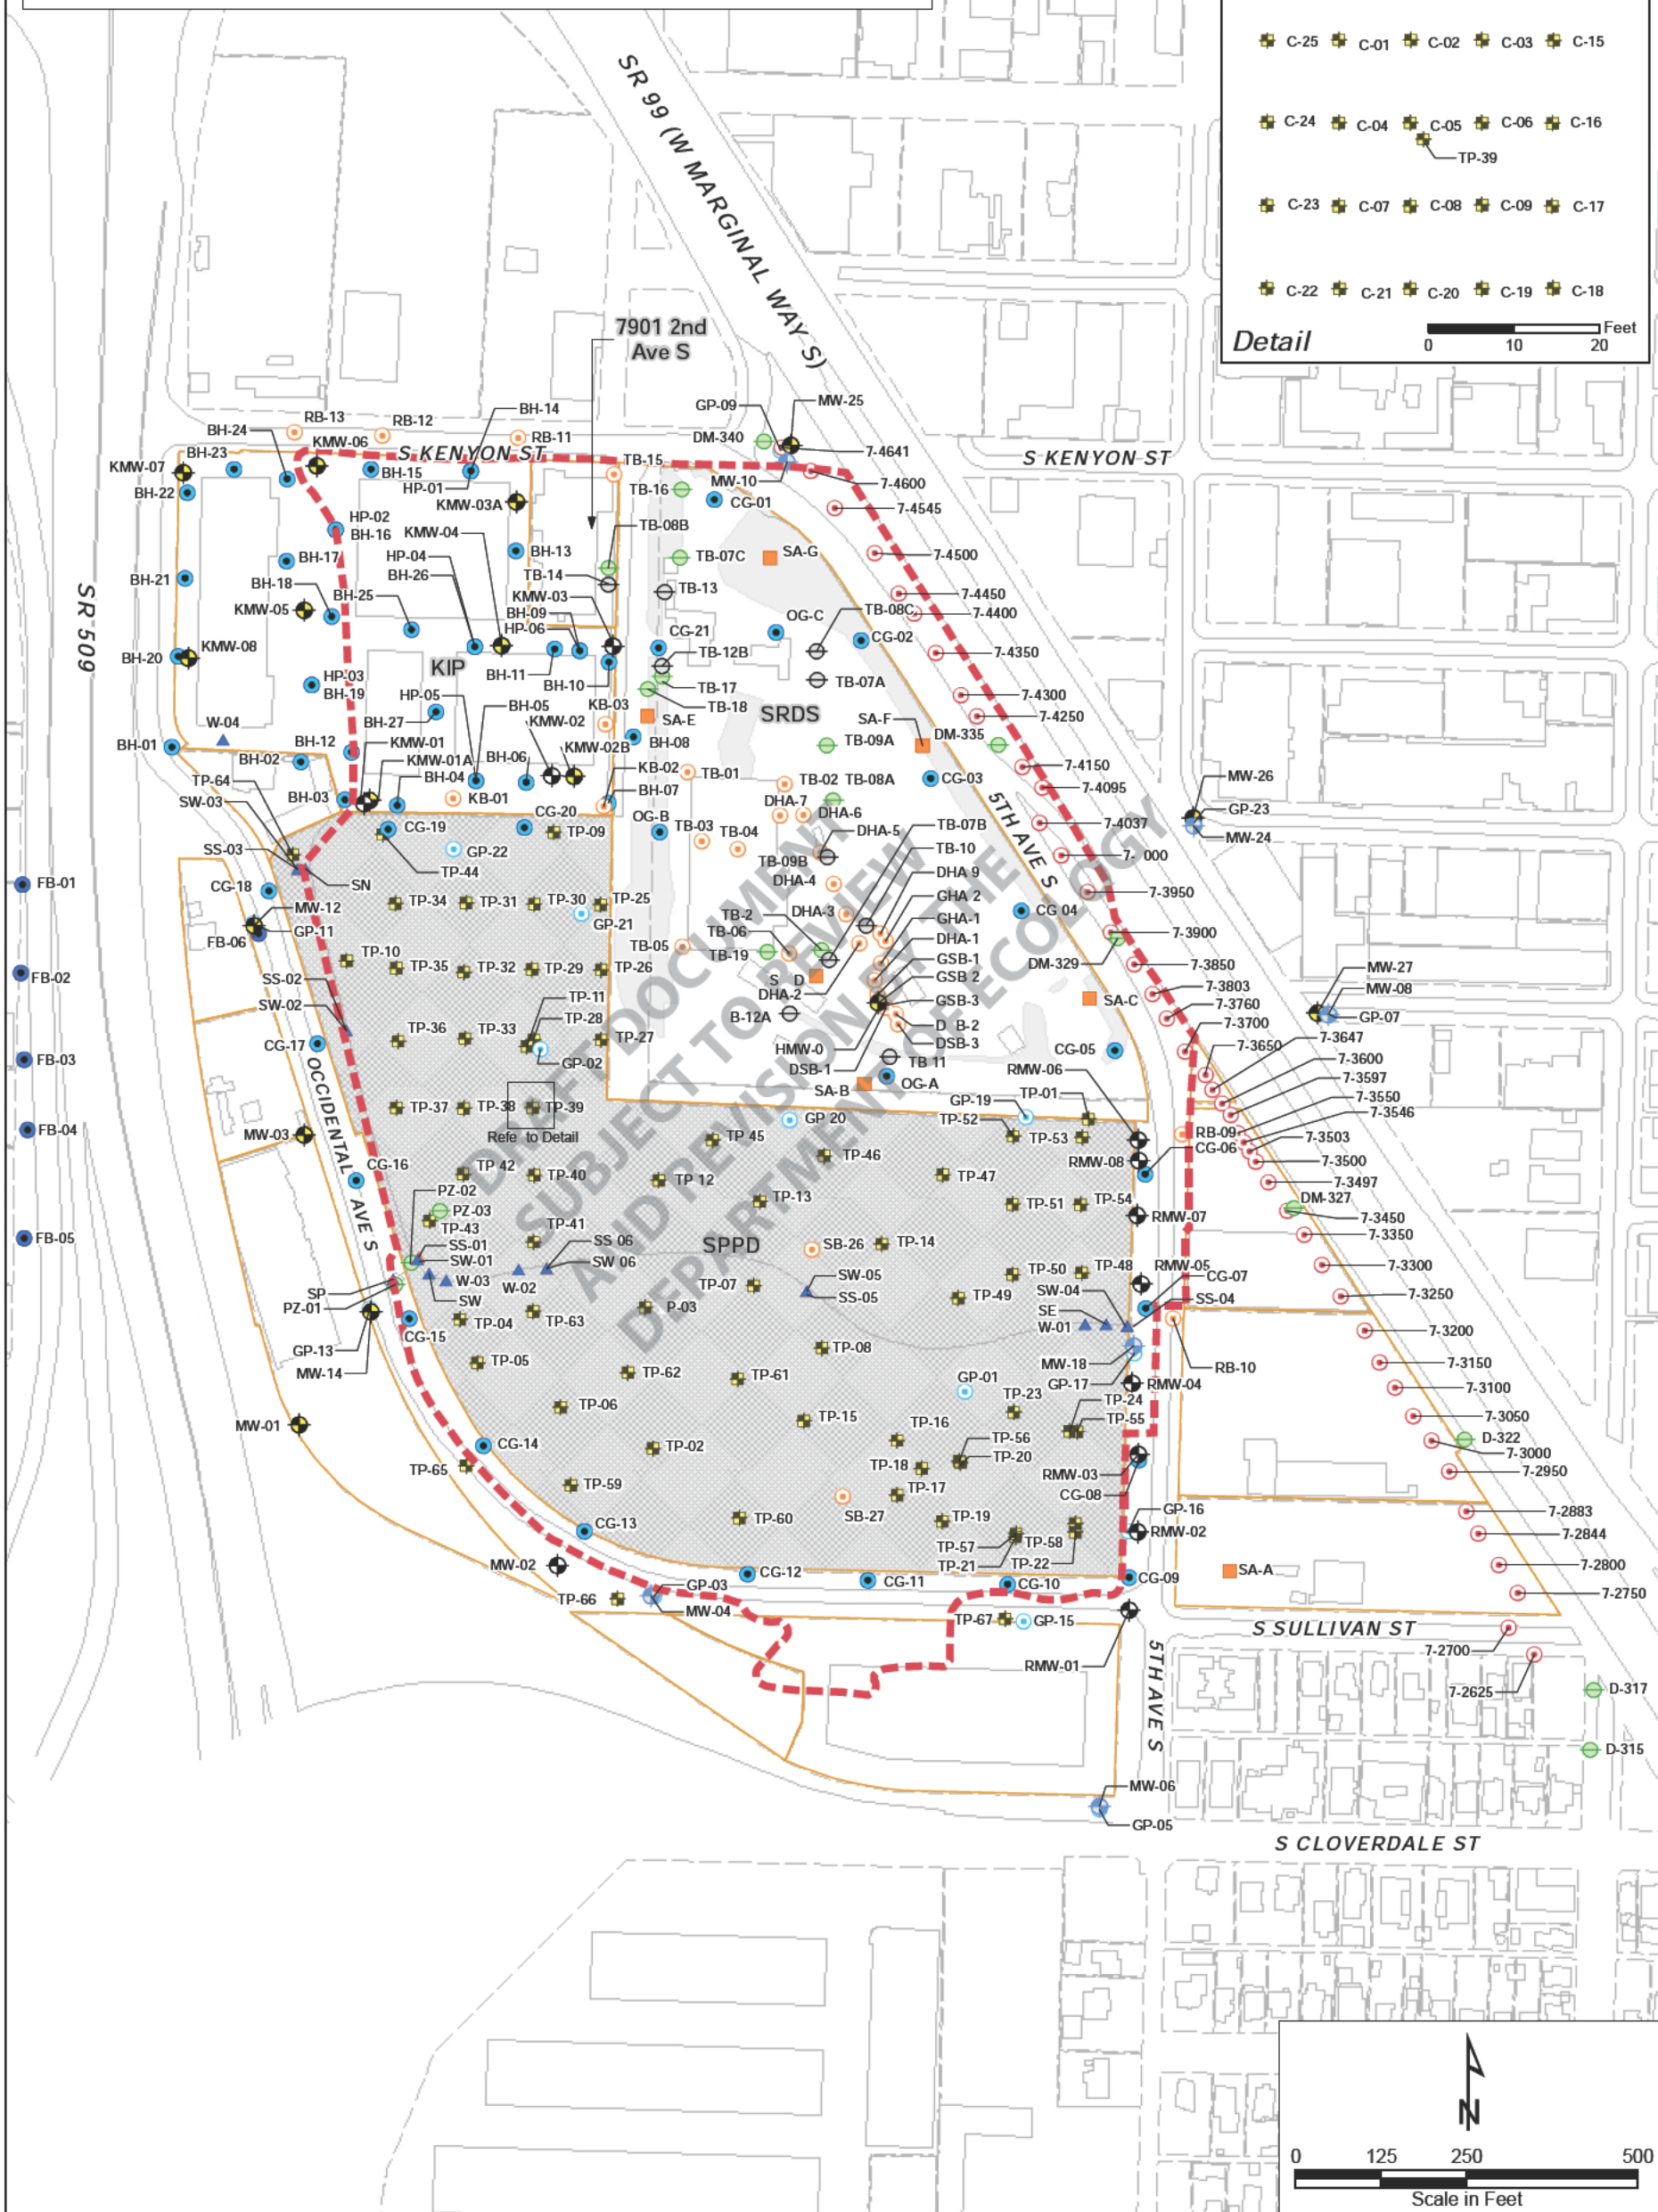 C-25 C-01 C-02 C-03 C-15
C-24 C-04 C-05 C-06 C-16
TP-39
C-23 C-07 C-08 C-09 C-17
C-22 C-21 C-20 C-19 C-18
Detail
Feet
0 10 20
SR 99 (W MARGINAL WAY S)
7901 2nd
Ave S
GP-09
MW-25
RB-13
RB-12
BH-14
BH-24
DM-340
7-4641
KMW-06
RB-11
BH-23
S KENYON ST
S KENYON ST
KMW-07
BH-15
TB-15
7-4600
HP-01
MW-10
BH-22
TB-16
CG-01
KMW-03A
7-4545
HP-02
KMW-04
TB-08B
BH-16
BH-13
TB-07C
SA-G
7-4500
BH-17
HP-04
BH-26
TB-14
BH-21
BH-18
BH-25
KMW-03
TB-13
7-4450
KMW-05
BH-09
TB-08C
7-4400
HP-06
OG-C
CG-02
SR 509
CG-21
KMW-08
7-4350
BH-20
KIP
TB-12B
HP-03
BH-11
TB-07A
BH-19
BH-10
TB-17
7-4300
HP-05
BH-05
KB-03
TB-18
BH-27
KMW-02
SRDS
7-4250
SA-E
SA-F
DM-335
W-04
BH-12
KMW-01
BH-08
TB-09A
BH-01
KMW-02B
BH-02
KMW-01A
BH-06
7-4150
TP-64
BH-04
KB-02
TB-01
TB-02
TB-08A
CG-03
7-4095
MW-26
SW-03
BH-03
KB-01
BH-07
DHA-7
GP-23
CG-20
DHA-6
5TH AVE S
7-4037
CG-19
TP-09
OG-B
TB-03
TB-04
DHA-5
TB-07B
MW-24
SS-03
GP-22
TP-44
TB-09B
TB-10
FB-01
SN
DHA-4
DHA 9
CG-18
7-3950
MW-12
TP-34
TP-31
TP-30
TP-25
GHA 2
GP-11
GP-21
TB-2
DHA-3
GHA-1
CG 04
FB-06
TB-06
DHA-1
7-3900
TP-10
TB-05
GSB-1
TP-35
TP-32
TP-29
TP-26
TB-19
GSB 2
DM-329
7-3850
MW-27
FB-02
SS-02
TP-11
DHA-2
GSB-3
SA-C
7-3803
MW-08
SW-02
TP-28
7-3760
GP-07
TP-36
TP-33
TP-27
7-3700
CG-17
GP-02
HMW-0
DSB-3
CG-05
7-3650
7-3647
FB-03
DSB-1
TB 11
RMW-06
7-3600
OCCIDENTAL
AVE S
SA-B
OG-A
7-3597
TP-37
TP-38
TP-39
GP-19
TP-01
7-3550
FB-04
MW-03
Refe to Detail
GP 20
TP-52
TP-53
RB-09
7-3546
TP 45
CG-06
7-3503
CG-16
TP 42
TP-40
TP 12
TP-46
TP-47
RMW-08
7-3500
7-3497
PZ-02
TP-13
TP-51
TP-54
DM-327
PZ-03
RMW-07
7-3450
TP-43
TP-41
SPPD
SB-26
TP-14
7-3350
FB-05
SS-01
SS 06
SW-01
SW 06
TP-50
TP-48
RMW-05
7-3300
SP
W-03
W-02
TP-07
SW-05
SW-04
CG-07
PZ-01
SW
SS-05
TP-49
SE
SS-04
7-3250
CG-15
TP-04
TP-63
P-03
W-01
GP-13
TP-08
MW-18
RB-10
7-3200
MW-14
TP-05
TP-62
TP-61
GP-01
GP-17
RMW-04
7-3150
TP-23
TP-24
7-3100
MW-01
TP-06
TP-15
TP-16
TP-55
7-3050
CG-14
TP-02
TP-56
D-322
TP-65
TP-18
TP-20
RMW-03
7-3000
TP-59
TP-17
CG-08
7-2950
SB-27
GP-16
TP-60
TP-19
7-2883
CG-13
TP-57
TP-58
RMW-02
7-2844
MW-02
TP-21
TP-22
CG-12
CG-11
CG-10
CG-09
SA-A
7-2800
TP-66
GP-03
MW-04
7-2750
TP-67
GP-15
S SULLIVAN ST
RMW-01
7-2700
5TH AVE S
7-2625
D-317
D-315
MW-06
GP-05
S CLOVERDALE ST
DRAFT DOCUMENT
SUBJECT TO REVIEW
AND REVISION BY THE
DEPARTMENT OF ECOLOGY
N
0 125 250 500
Scale in Feet